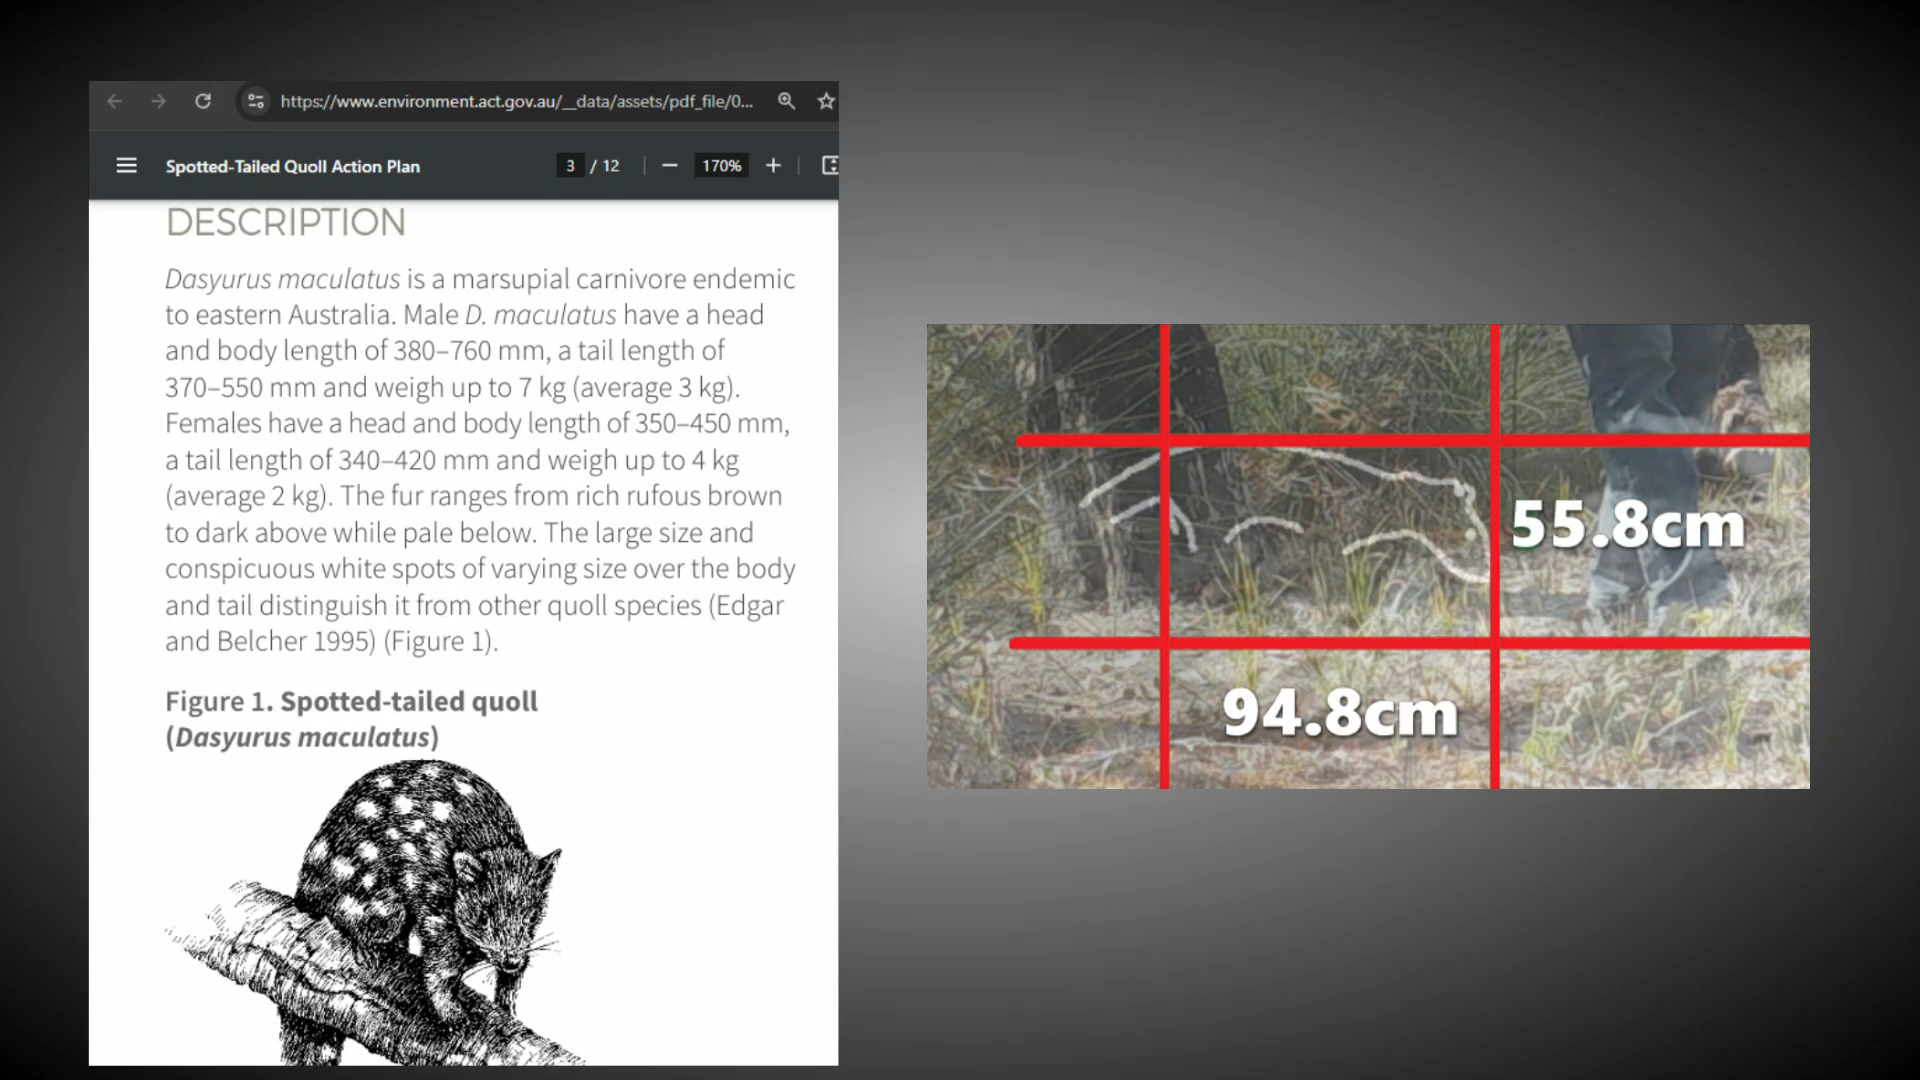 https://www.environment.act.gov.au/__data/assets/pdf_file/0...
Spotted-Tailed Quoll Action Plan
3 / 12
170%
DESCRIPTION
Dasyurus maculatus is a marsupial carnivore endemic
to eastern Australia. Male D. maculatus have a head
and body length of 380–760 mm, a tail length of
370–550 mm and weigh up to 7 kg (average 3 kg).
Females have a head and body length of 350–450 mm,
a tail length of 340–420 mm and weigh up to 4 kg
(average 2 kg). The fur ranges from rich rufous brown
to dark above while pale below. The large size and
conspicuous white spots of varying size over the body
and tail distinguish it from other quoll species (Edgar
and Belcher 1995) (Figure 1).
Figure 1. Spotted-tailed quoll
(Dasyurus maculatus)
55.8cm
94.8cm